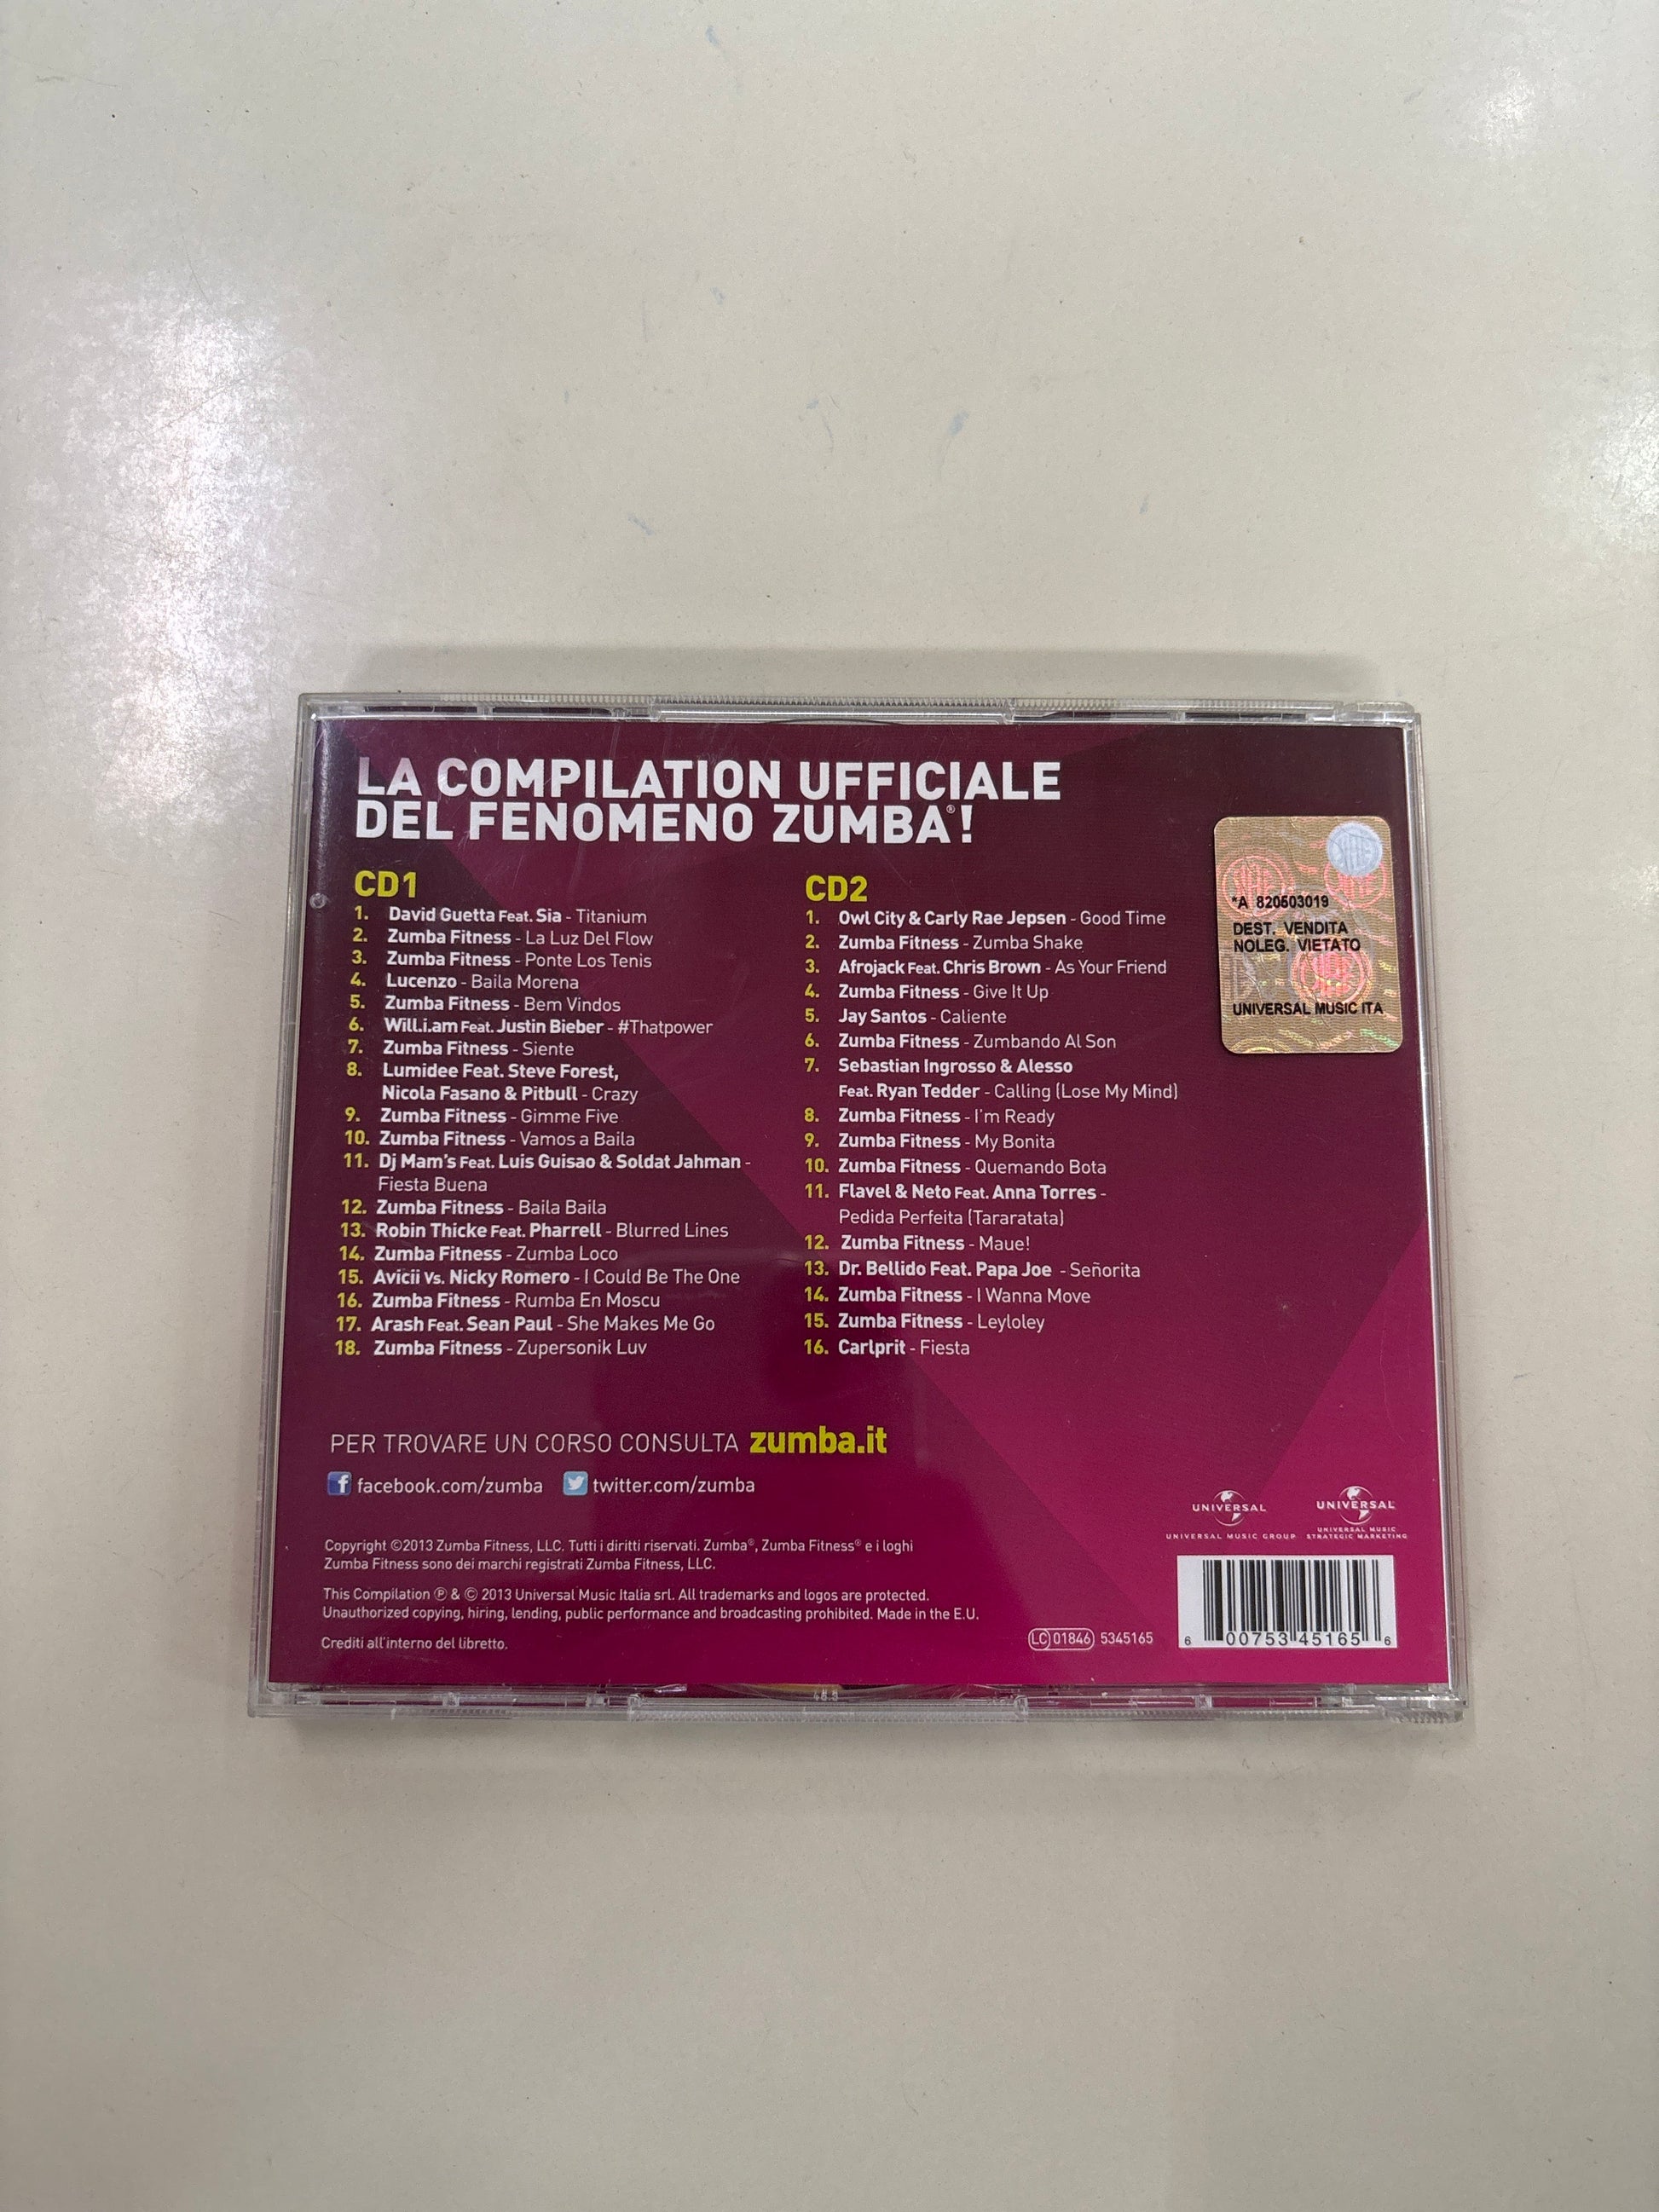 LA COMPILATION UFFICIALE
DEL FENOMENO ZUMBA®!
CD1
1. David Guetta Feat. Sia - Titanium
2. Zumba Fitness - La Luz Del Flow
3. Zumba Fitness - Ponte Los Tenis
4. Lucenzo - Baila Morena
5. Zumba Fitness - Bem Vindos
6. Will.i.am Feat. Justin Bieber - #Thatpower
7. Zumba Fitness - Siente
8. Lumidee Feat. Steve Forest,
Nicola Fasano & Pitbull - Crazy
9. Zumba Fitness - Gimme Five
10. Zumba Fitness - Vamos a Baila
11. Dj Mam's Feat. Luis Guisao & Soldat Jahman -
Fiesta Buena
12. Zumba Fitness - Baila Baila
13. Robin Thicke Feat. Pharrell - Blurred Lines
14. Zumba Fitness - Zumba Loco
15. Avicii Vs. Nicky Romero - I Could Be The One
16. Zumba Fitness - Rumba En Moscu
17. Arash Feat. Sean Paul - She Makes Me Go
18. Zumba Fitness - Zupersonik Luv
CD2
1. Owl City & Carly Rae Jepsen - Good Time
2. Zumba Fitness - Zumba Shake
3. Afrojack Feat. Chris Brown - As Your Friend
4. Zumba Fitness - Give It Up
5. Jay Santos - Caliente
6. Zumba Fitness - Zumbando Al Son
7. Sebastian Ingrosso & Alesso
Feat. Ryan Tedder - Calling (Lose My Mind)
8. Zumba Fitness - I'm Ready
9. Zumba Fitness - My Bonita
10. Zumba Fitness - Quemando Bota
11. Flavel & Neto Feat. Anna Torres -
Pedida Perfeita (Tararatata)
12. Zumba Fitness - Maue!
13. Dr. Bellido Feat. Papa Joe - Señorita
14. Zumba Fitness - I Wanna Move
15. Zumba Fitness - Leyloley
16. Carlprit - Fiesta
*A 820503019
DEST. VENDITA
NOLEG. VIETATO
UNIVERSAL MUSIC ITA
PER TROVARE UN CORSO CONSULTA zumba.it
f facebook.com/zumba twitter.com/zumba
Copyright ©2013 Zumba Fitness, LLC. Tutti i diritti riservati. Zumba®, Zumba Fitness® e i loghi
Zumba Fitness sono dei marchi registrati Zumba Fitness, LLC.
This Compilation ℗ & © 2013 Universal Music Italia srl. All trademarks and logos are protected.
Unauthorized copying, hiring, lending, public performance and broadcasting prohibited. Made in the E.U.
Crediti all'interno del libretto.
LC 01846 5345165
UNIVERSAL
UNIVERSAL MUSIC GROUP
UNIVERSAL
UNIVERSAL MUSIC
STRATEGIC MARKETING
6 00753 45165 6